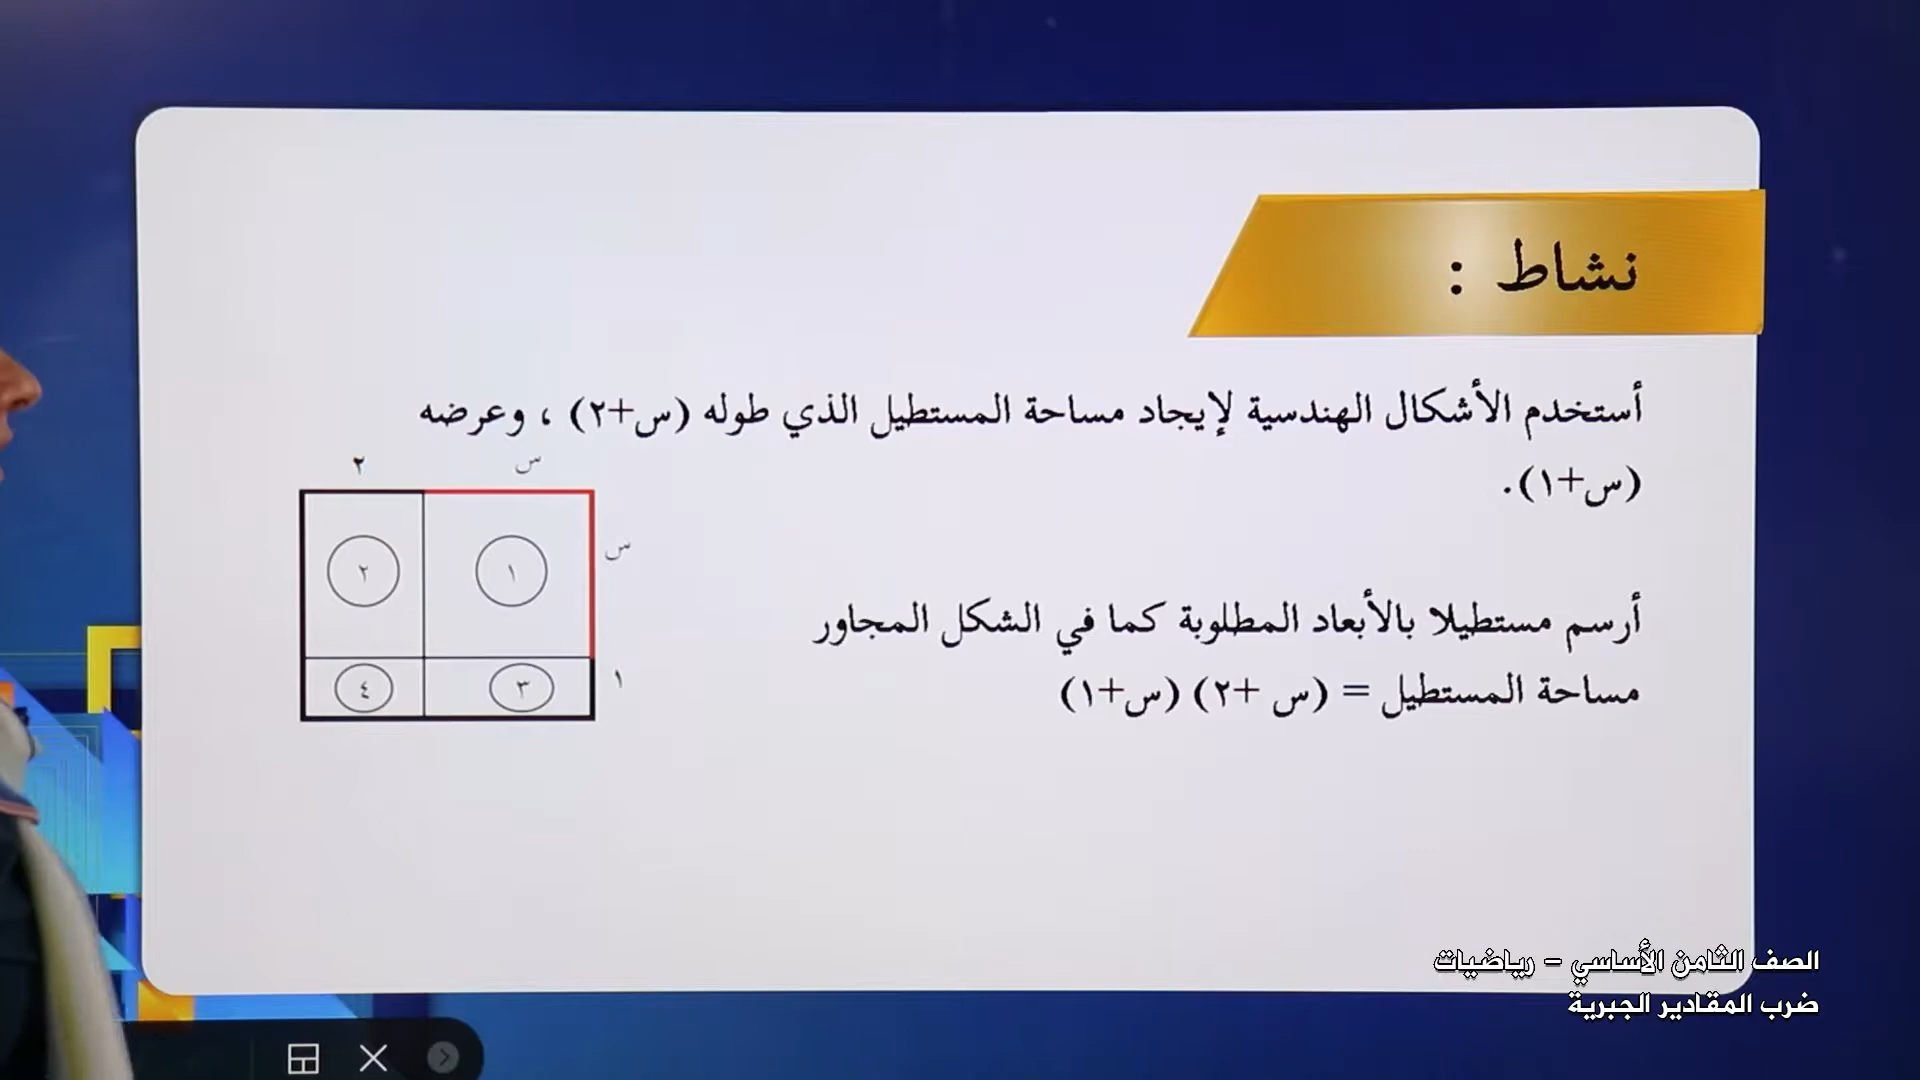 نشاط :
أستخدم الأشكال الهندسية لإيجاد مساحة المستطيل الذي طوله (س+٢) ، وعرضه
(س+١).
س ٢
س
١ ٢
أرسم مستطيلا بالأبعاد المطلوبة كما في الشكل المجاور
١
٣ ٤
مساحة المستطيل = (س +٢) (س+١)
الصف الثامن الأساسي - رياضيات
ضرب المقادير الجبرية